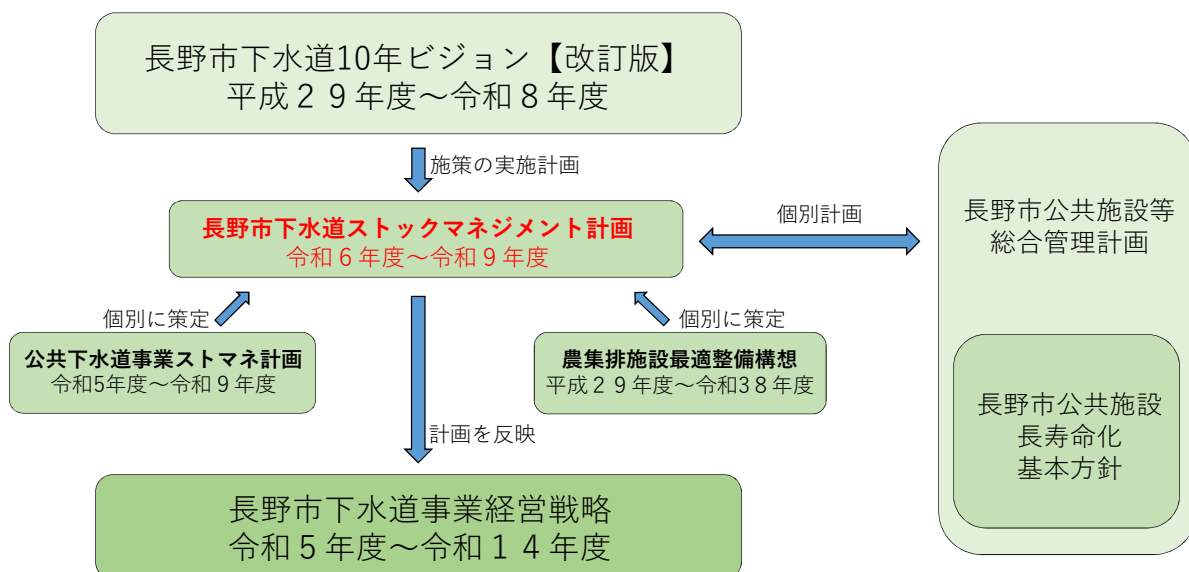 長野市下水道10年ビジョン【改訂版】
平成２９年度～令和８年度
施策の実施計画
長野市下水道ストックマネジメント計画
令和６年度～令和９年度
個別計画
長野市公共施設等
総合管理計画
個別に策定
個別に策定
公共下水道事業ストマネ計画
令和5年度～令和９年度
農集排施設最適整備構想
平成２９年度～令和3８年度
長野市公共施設
長寿命化
基本方針
計画を反映
長野市下水道事業経営戦略
令和５年度～令和１４年度